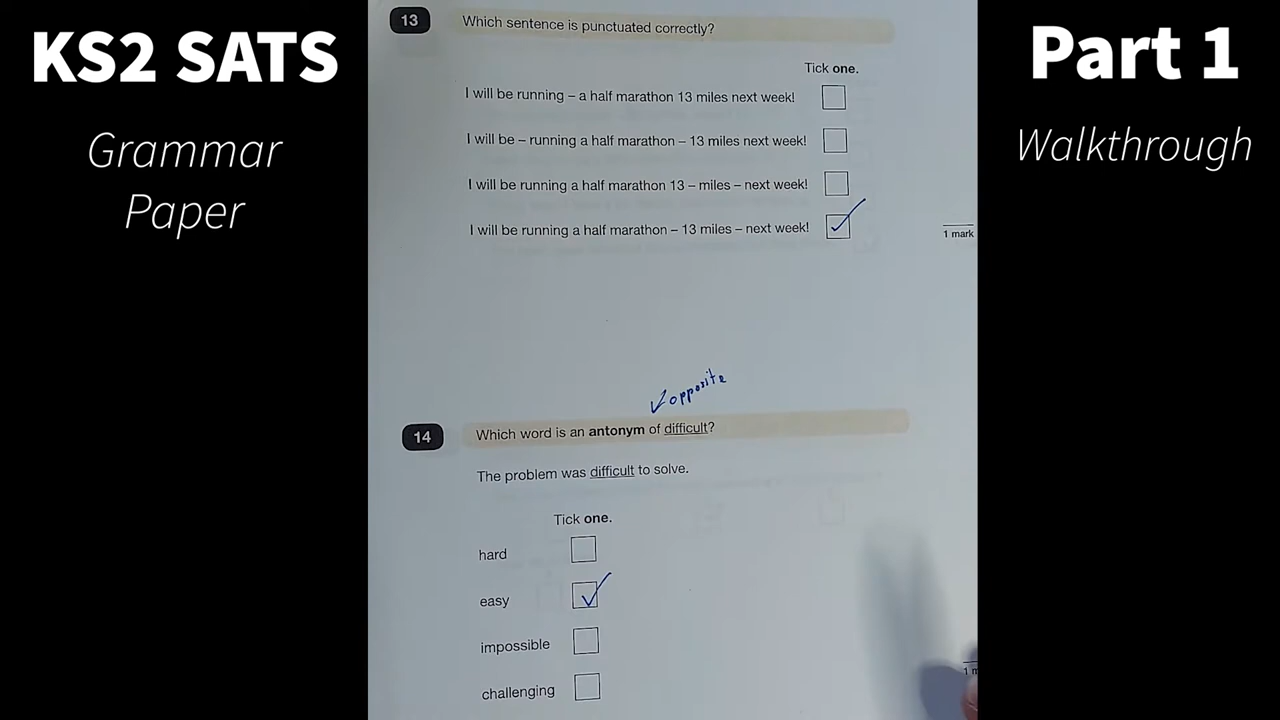 KS2 SATS
Grammar
Paper
Part 1
Walkthrough
13
Which sentence is punctuated correctly?
Tick one.
I will be running – a half marathon 13 miles next week!
I will be – running a half marathon – 13 miles next week!
I will be running a half marathon 13 – miles – next week!
I will be running a half marathon – 13 miles – next week!
1 mark
opposite
14
Which word is an antonym of difficult?
The problem was difficult to solve.
Tick one.
hard
easy
impossible
challenging